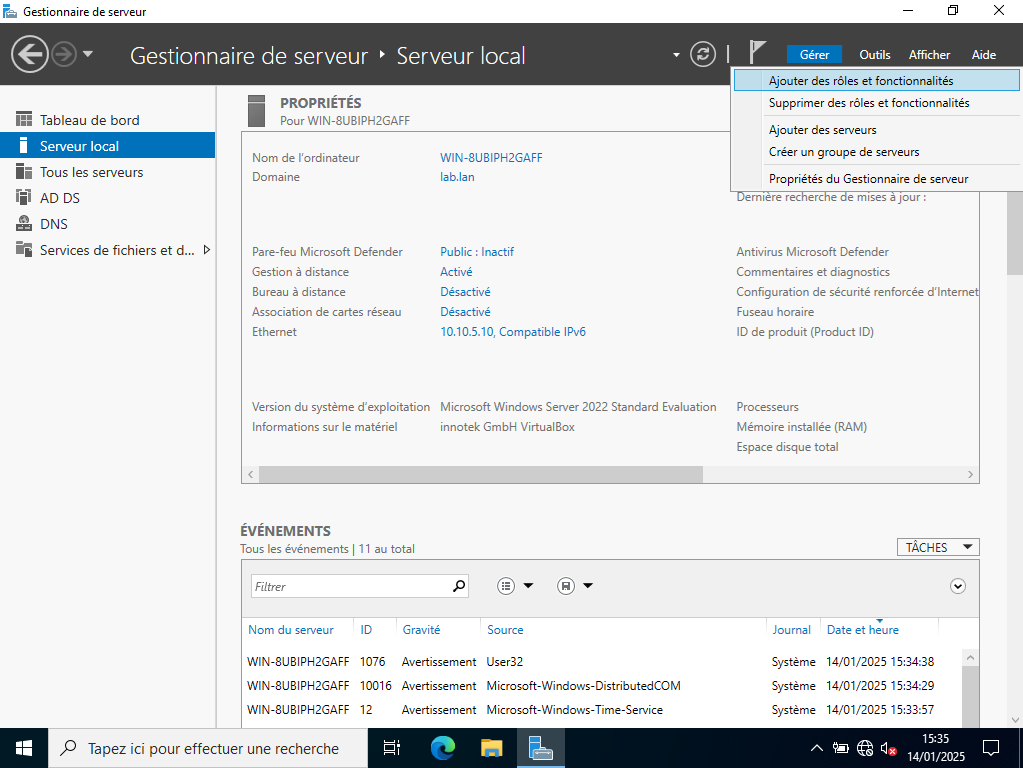 Gestionnaire de serveur
Gestionnaire de serveur ‣ Serveur local
Gérer Outils Afficher Aide
Ajouter des rôles et fonctionnalités
Supprimer des rôles et fonctionnalités
Ajouter des serveurs
Créer un groupe de serveurs
Propriétés du Gestionnaire de serveur
Tableau de bord
Serveur local
Tous les serveurs
AD DS
DNS
Services de fichiers et d...
PROPRIÉTÉS
Pour WIN-8UBIPH2GAFF
Nom de l'ordinateur WIN-8UBIPH2GAFF
Domaine lab.lan
Dernière recherche de mises à jour :
Pare-feu Microsoft Defender Public : Inactif Antivirus Microsoft Defender
Gestion à distance Activé Commentaires et diagnostics
Bureau à distance Désactivé Configuration de sécurité renforcée d'Internet
Association de cartes réseau Désactivé Fuseau horaire
Ethernet 10.10.5.10, Compatible IPv6 ID de produit (Product ID)
Version du système d'exploitation Microsoft Windows Server 2022 Standard Evaluation Processeurs
Informations sur le matériel innotek GmbH VirtualBox Mémoire installée (RAM)
Espace disque total
ÉVÉNEMENTS
Tous les événements | 11 au total
TÂCHES
Filtrer
Nom du serveur ID Gravité Source Journal Date et heure
WIN-8UBIPH2GAFF 1076 Avertissement User32 Système 14/01/2025 15:34:38
WIN-8UBIPH2GAFF 10016 Avertissement Microsoft-Windows-DistributedCOM Système 14/01/2025 15:34:29
WIN-8UBIPH2GAFF 12 Avertissement Microsoft-Windows-Time-Service Système 14/01/2025 15:33:57
Tapez ici pour effectuer une recherche
15:35
14/01/2025